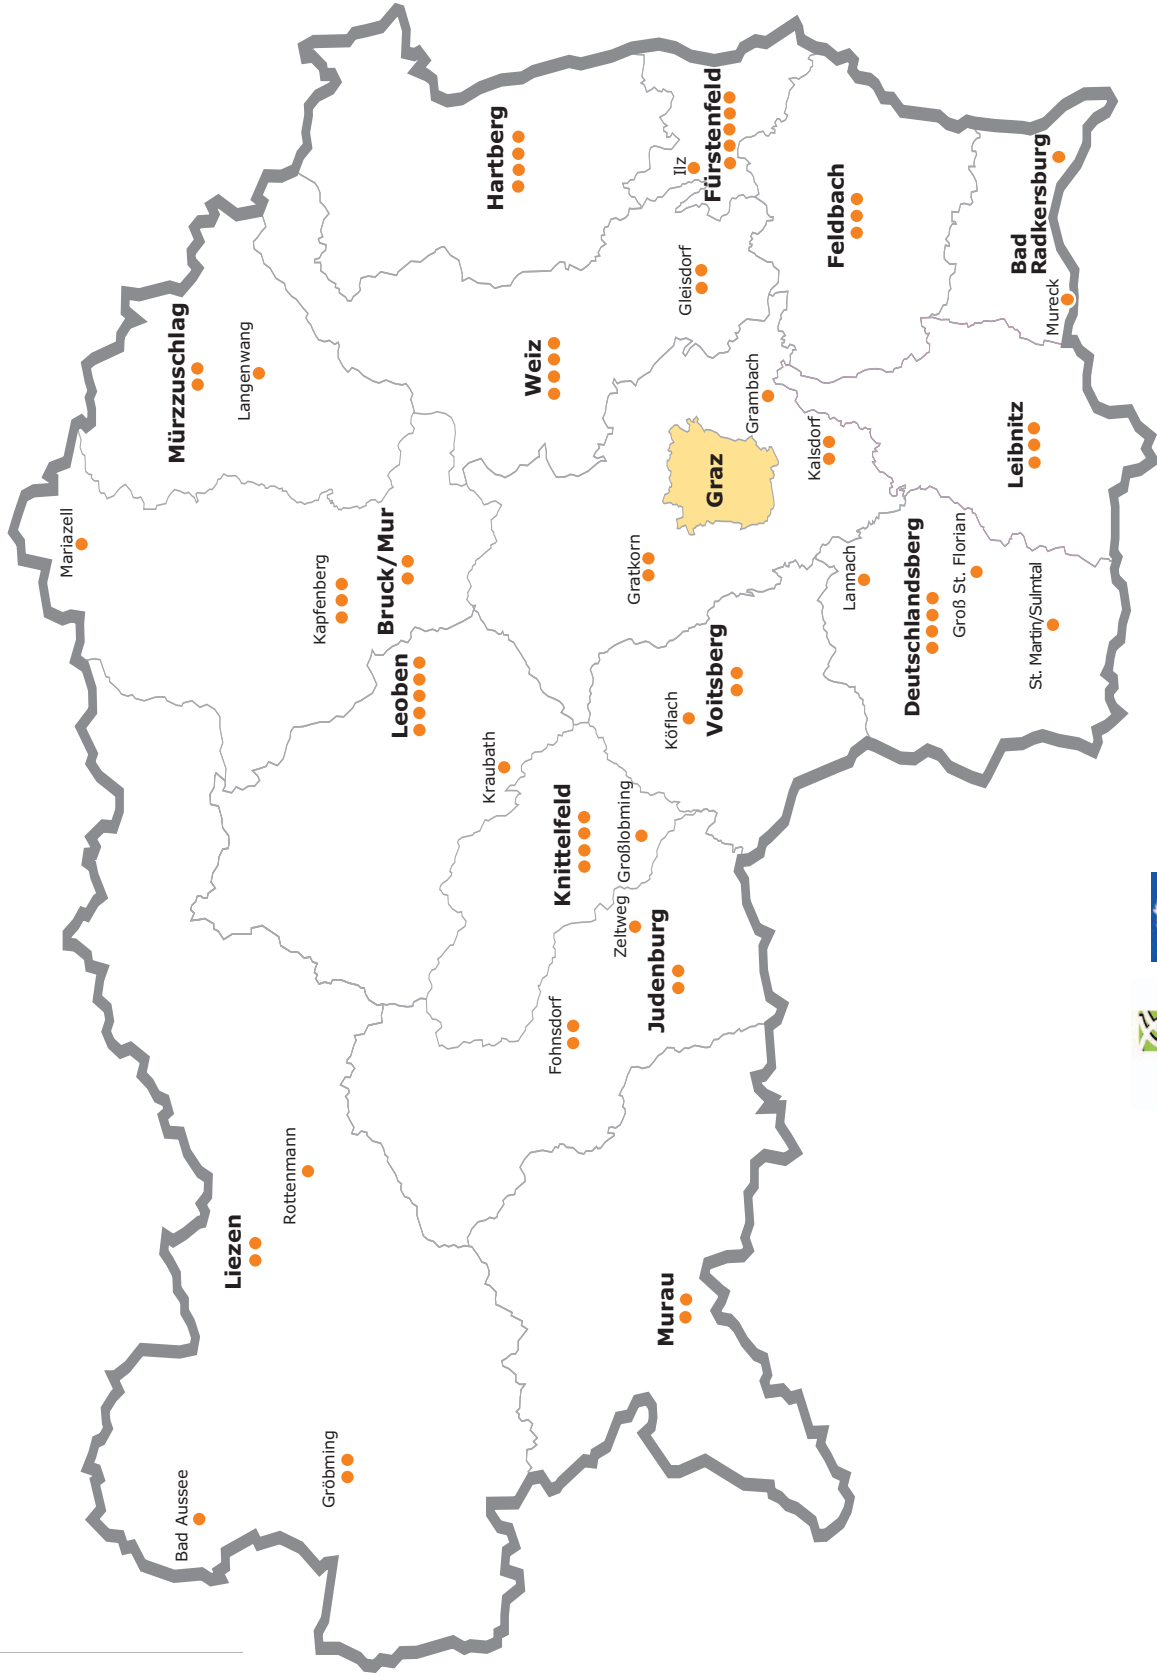 Mariazell
Mürzzuschlag
Langenwang
Bad Aussee
Liezen
Rottenmann
Gröbming
Kapfenberg
Bruck/Mur
Leoben
Kraubath
Hartberg
Weiz
Fohnsdorf
Knittelfeld
Großlobming
Zeltweg
Judenburg
Murau
Gratkorn
Graz
Grambach
Kalsdorf
Gleisdorf
Ilz
Fürstenfeld
Köflach
Voitsberg
Feldbach
Lannach
Deutschlandsberg
Groß St. Florian
St. Martin/Sulmtal
Leibnitz
Bad
Radkersburg
Mureck